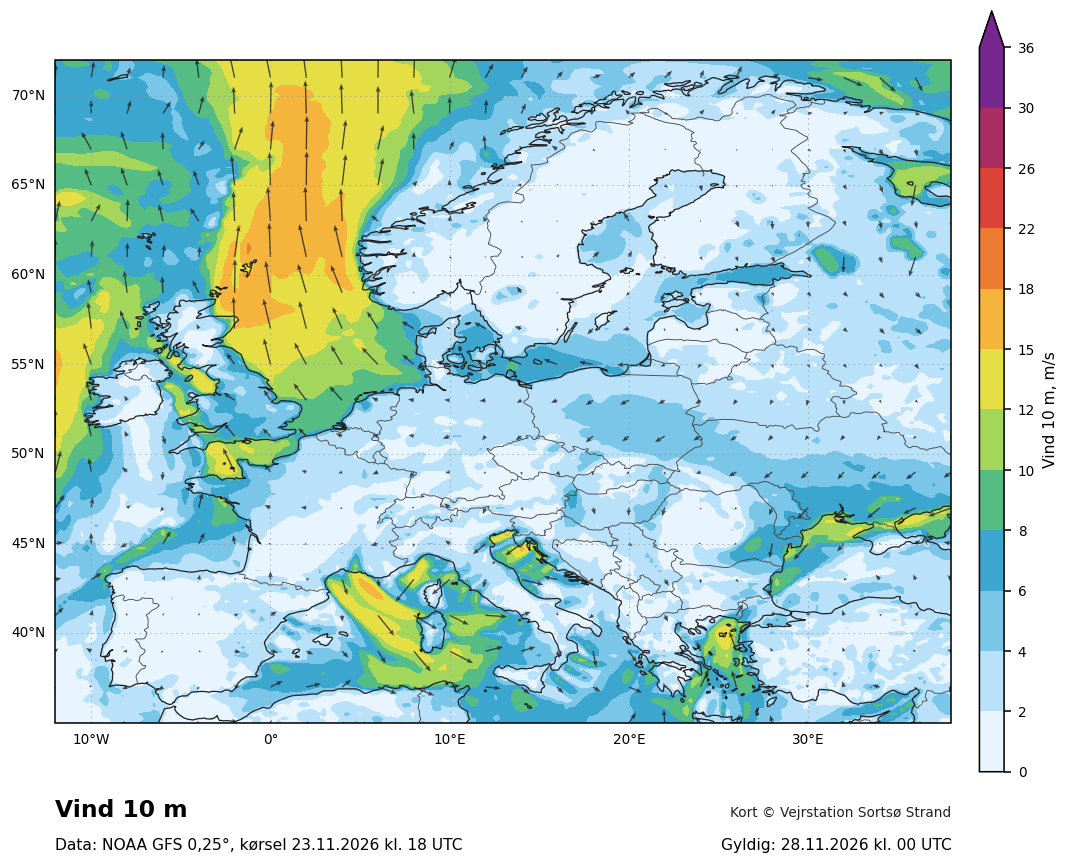 36
30
26
22
18
15
12
10
8
6
4
2
0
Vind 10 m, m/s
70°N
65°N
60°N
55°N
50°N
45°N
40°N
10°W
0°
10°E
20°E
30°E
Vind 10 m
Kort © Vejrstation Sortsø Strand
Data: NOAA GFS 0,25°, kørsel 23.11.2026 kl. 18 UTC
Gyldig: 28.11.2026 kl. 00 UTC